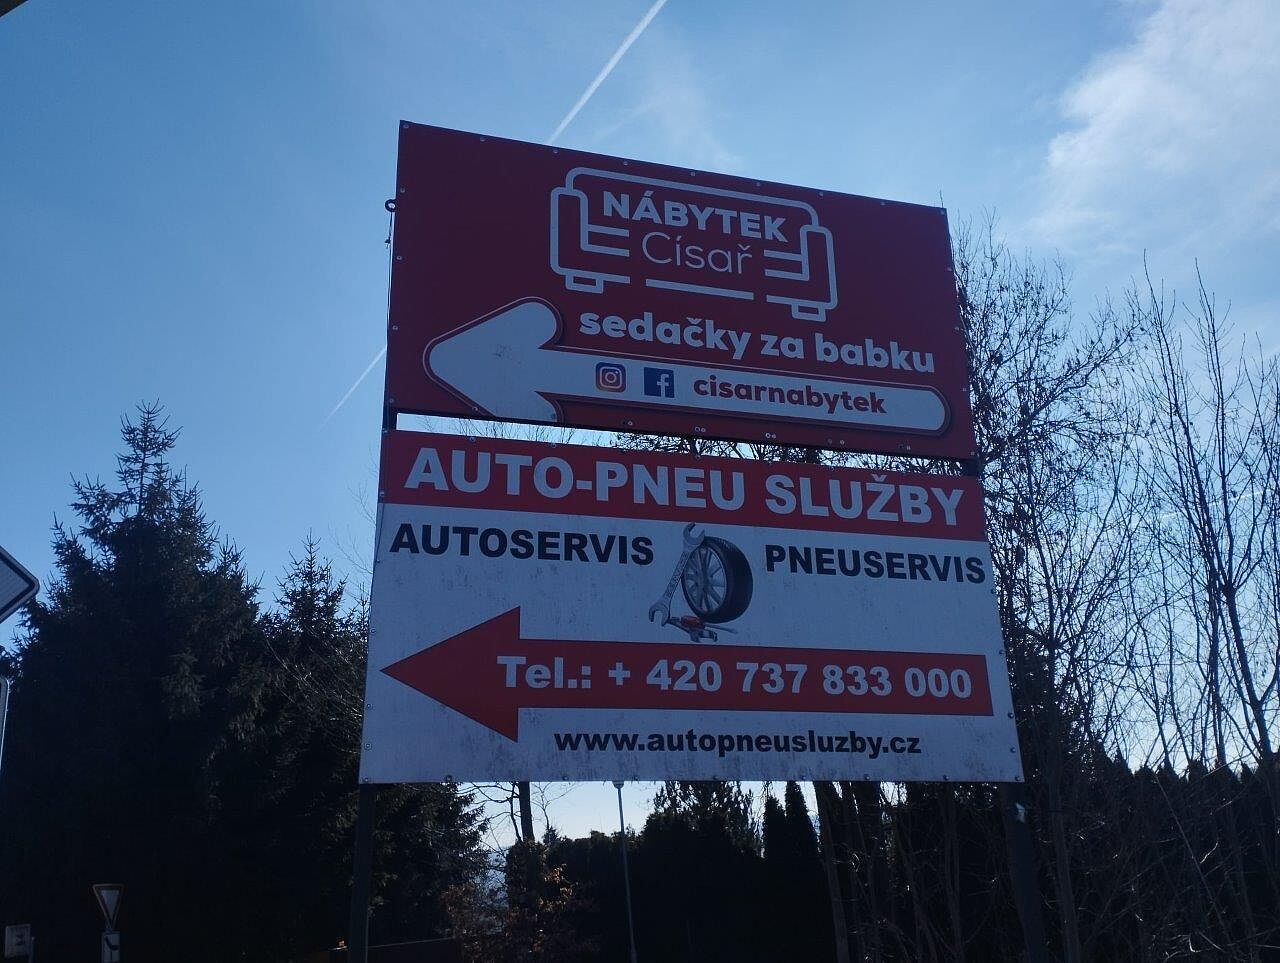 NÁBYTEK
Císař
sedačky za babku
cisarnabytek
AUTO-PNEU SLUŽBY
AUTOSERVIS PNEUSERVIS
Tel.: + 420 737 833 000
www.autopneusluzby.cz